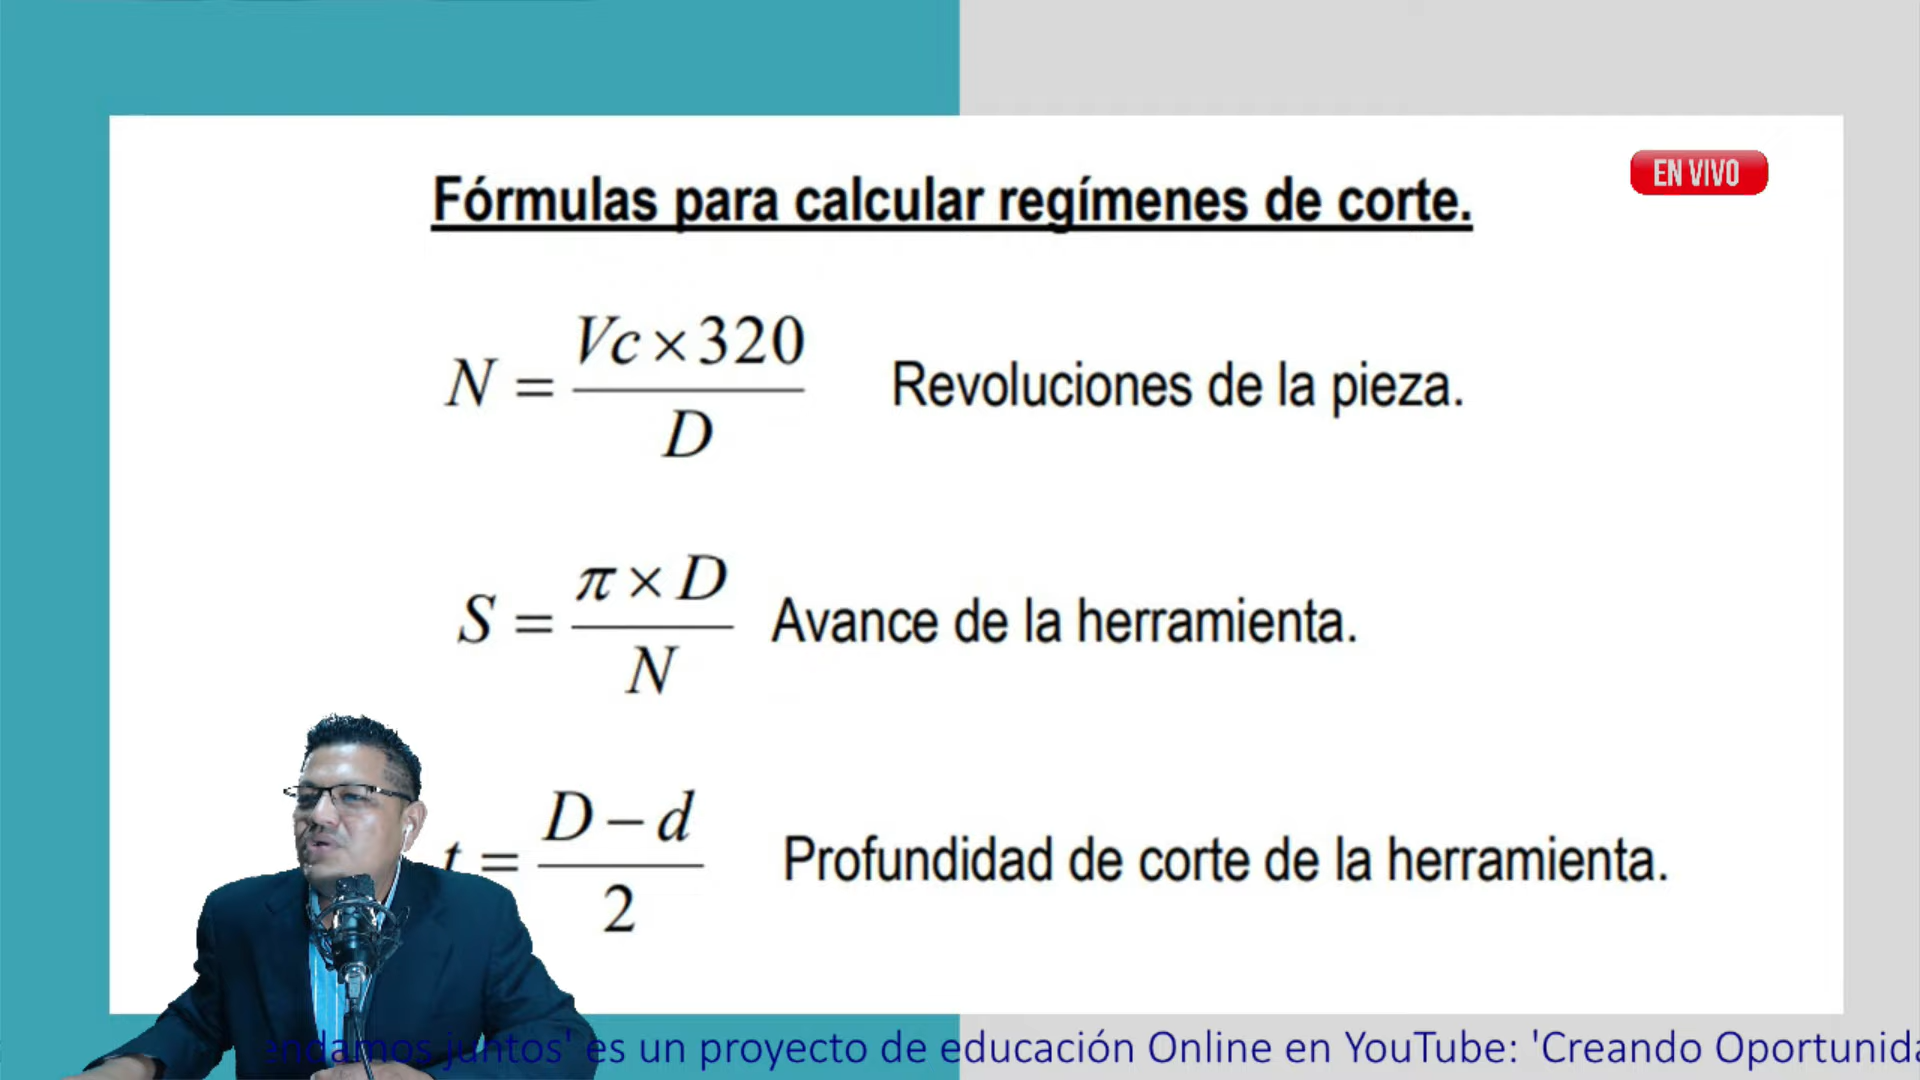 EN VIVO
Fórmulas para calcular regímenes de corte.
N = Vc × 320 / D Revoluciones de la pieza.
S = π × D / N Avance de la herramienta.
t = D − d / 2 Profundidad de corte de la herramienta.
juntos' es un proyecto de educación Online en YouTube: 'Creando